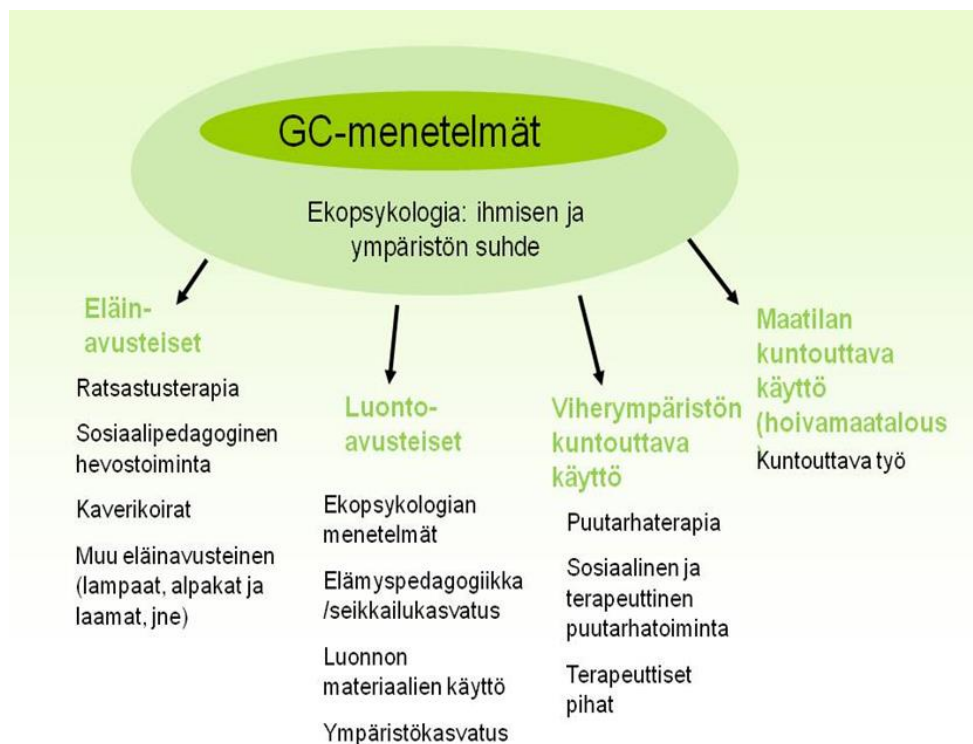 GC-menetelmät
Ekopsykologia: ihmisen ja
ympäristön suhde
Eläin-
avusteiset
Ratsastusterapia
Sosiaalipedagoginen
hevostoiminta
Kaverikoirat
Muu eläinavusteinen
(lampaat, alpakat ja
laamat, jne)
Luonto-
avusteiset
Ekopsykologian
menetelmät
Elämyspedagogiikka
/seikkailukasvatus
Luonnon
materiaalien käyttö
Ympäristökasvatus
Viherympäristön
kuntouttava
käyttö
Puutarhaterapia
Sosiaalinen ja
terapeuttinen
puutarhatoiminta
Terapeuttiset
pihat
Maatilan
kuntouttava
käyttö
(hoivamaatalous
)
Kuntouttava työ